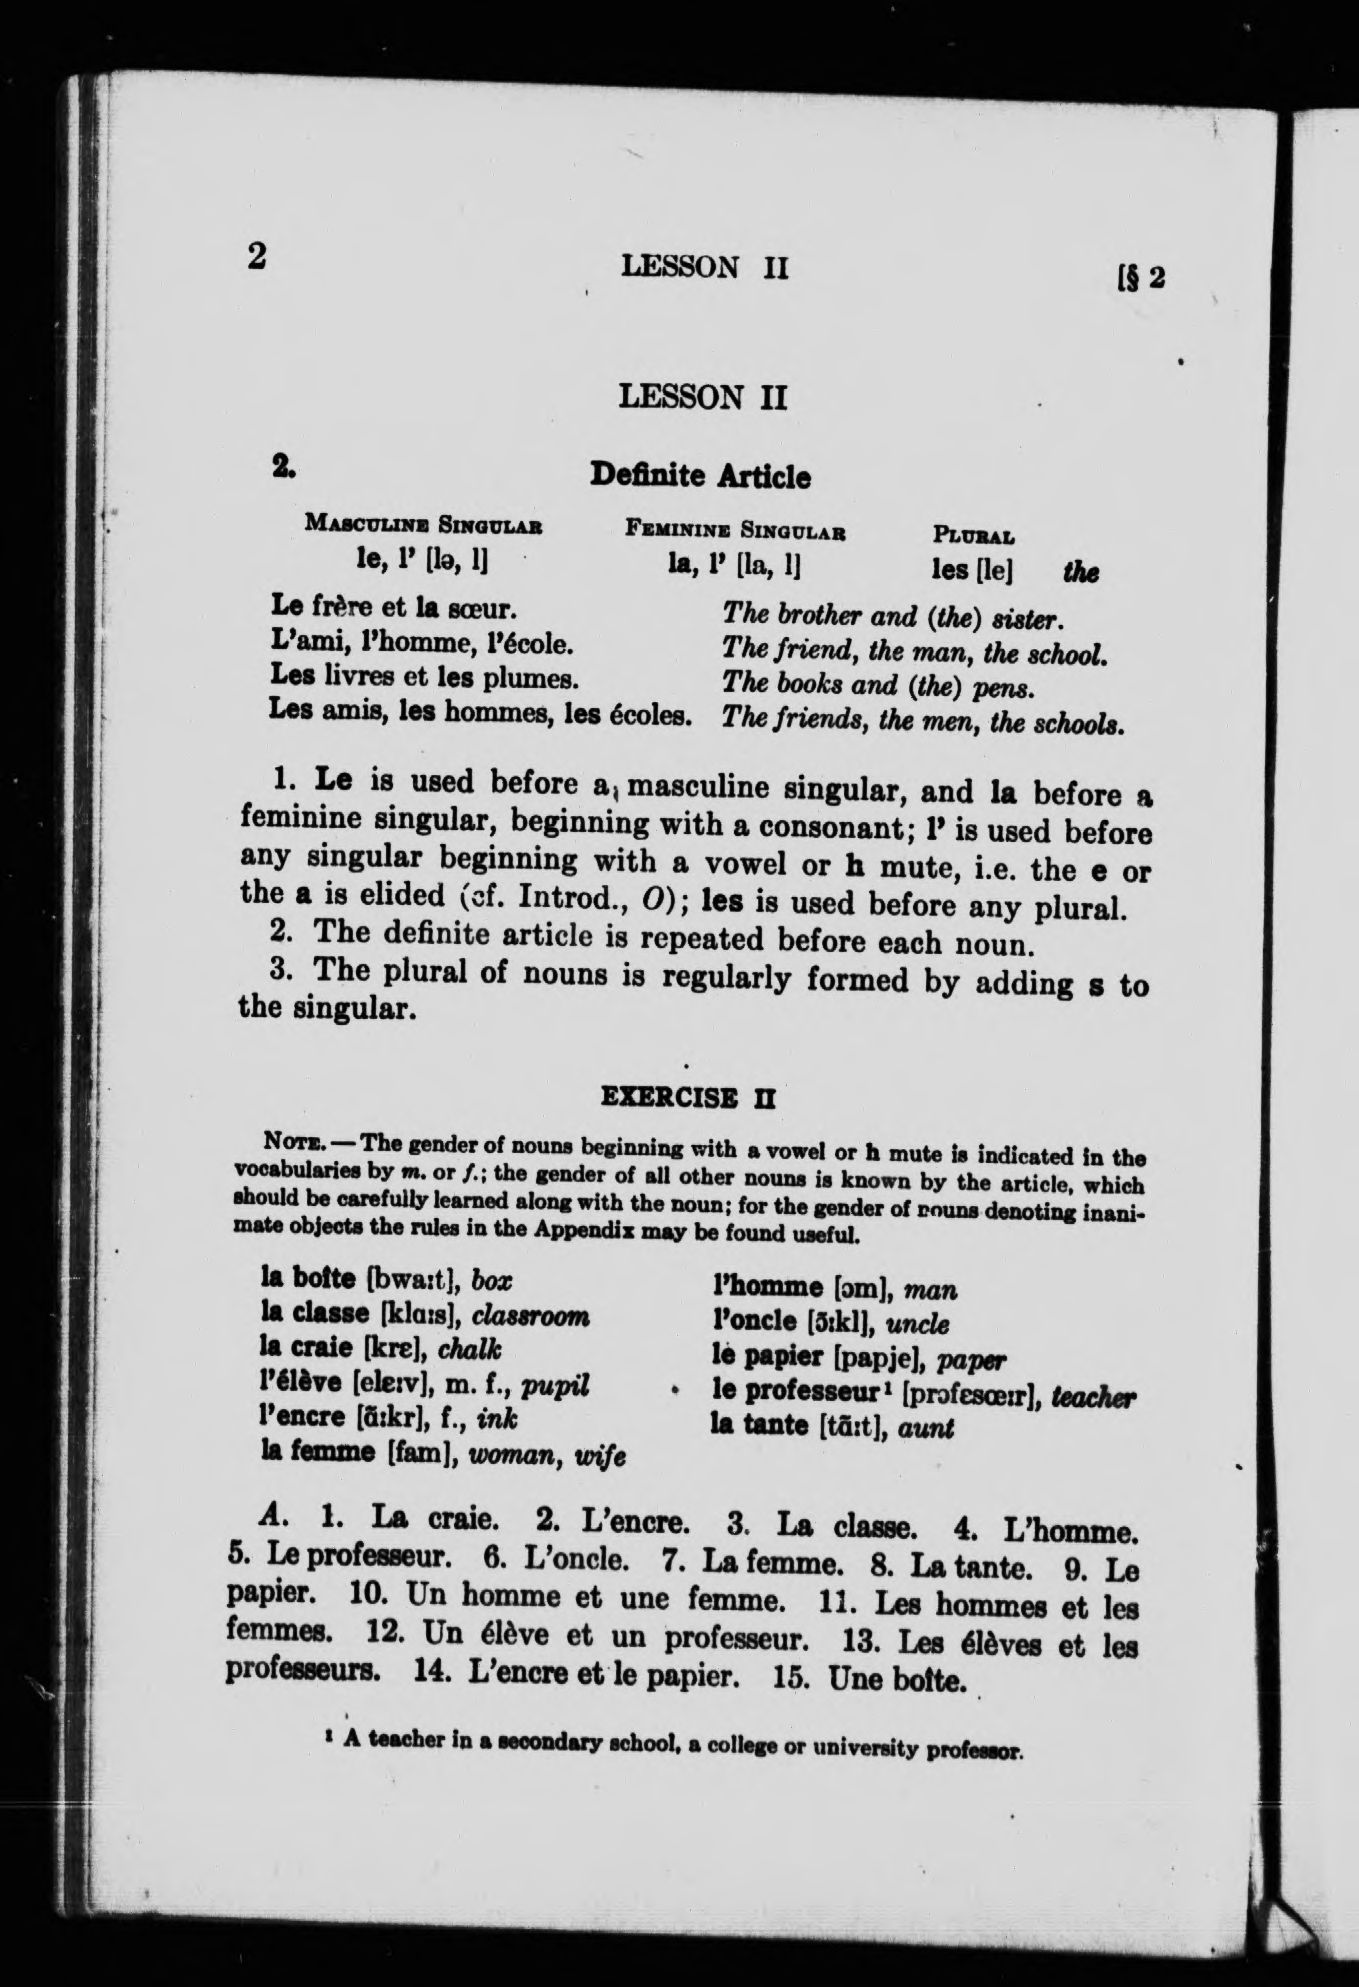 2 LESSON II [§ 2
LESSON II
2. Definite Article
MASCULINE SINGULAR FEMININE SINGULAR PLURAL
le, l’ [lə, l] la, l’ [la, l] les [le] the
Le frère et la sœur. The brother and (the) sister.
L’ami, l’homme, l’école. The friend, the man, the school.
Les livres et les plumes. The books and (the) pens.
Les amis, les hommes, les écoles. The friends, the men, the schools.
1. Le is used before a masculine singular, and la before a
feminine singular, beginning with a consonant; l’ is used before
any singular beginning with a vowel or h mute, i.e. the e or
the a is elided (cf. Introd., O); les is used before any plural.
2. The definite article is repeated before each noun.
3. The plural of nouns is regularly formed by adding s to
the singular.
EXERCISE II
NOTE. — The gender of nouns beginning with a vowel or h mute is indicated in the
vocabularies by m. or f.; the gender of all other nouns is known by the article, which
should be carefully learned along with the noun; for the gender of nouns denoting inani-
mate objects the rules in the Appendix may be found useful.
la boîte [bwaːt], box
la classe [klɑːs], classroom
la craie [krɛ], chalk
l’élève [elɛːv], m. f., pupil
l’encre [ɑ̃ːkr], f., ink
la femme [fam], woman, wife
l’homme [ɔm], man
l’oncle [ɔ̃ːkl], uncle
le papier [papje], paper
le professeur¹ [prɔfɛsœːr], teacher
la tante [tɑ̃ːt], aunt
A. 1. La craie. 2. L’encre. 3. La classe. 4. L’homme.
5. Le professeur. 6. L’oncle. 7. La femme. 8. La tante. 9. Le
papier. 10. Un homme et une femme. 11. Les hommes et les
femmes. 12. Un élève et un professeur. 13. Les élèves et les
professeurs. 14. L’encre et le papier. 15. Une boîte.
¹ A teacher in a secondary school, a college or university professor.